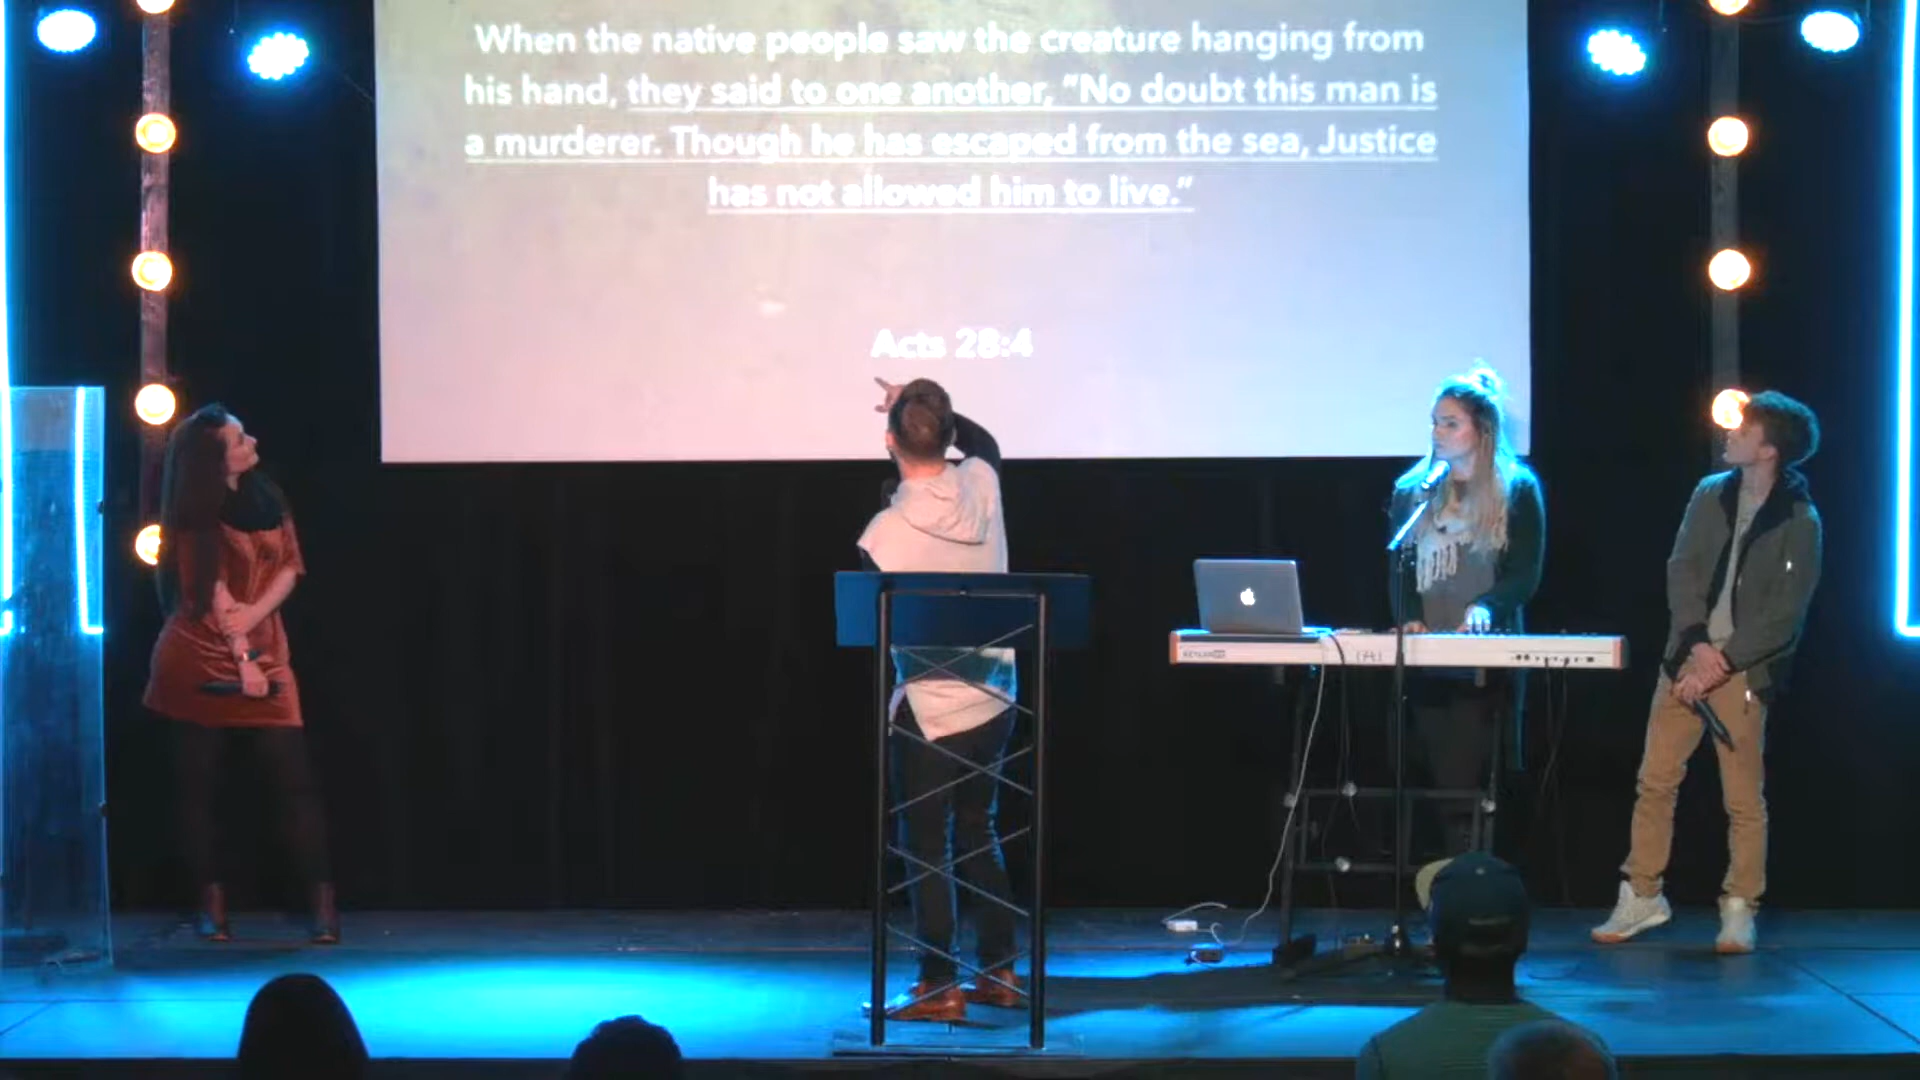 When the native people saw the creature hanging from
his hand, they said to one another, “No doubt this man is
a murderer. Though he has escaped from the sea, Justice
has not allowed him to live.”
Acts 28:4